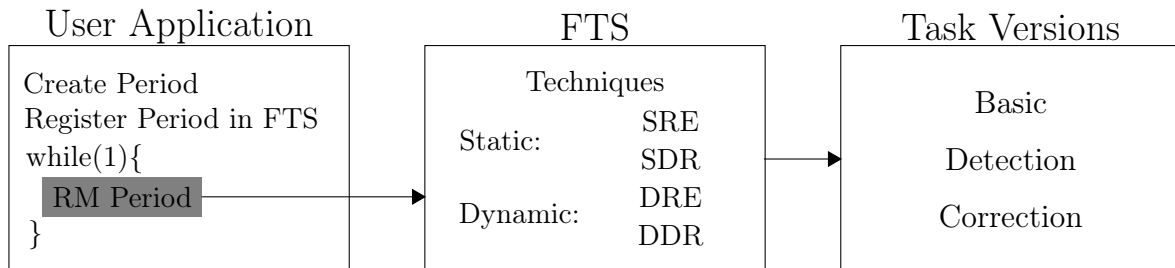 User Application
Create Period
Register Period in FTS
while(1){
RM Period
}
FTS
Techniques
Static:
SRE
SDR
Dynamic:
DRE
DDR
Task Versions
Basic
Detection
Correction